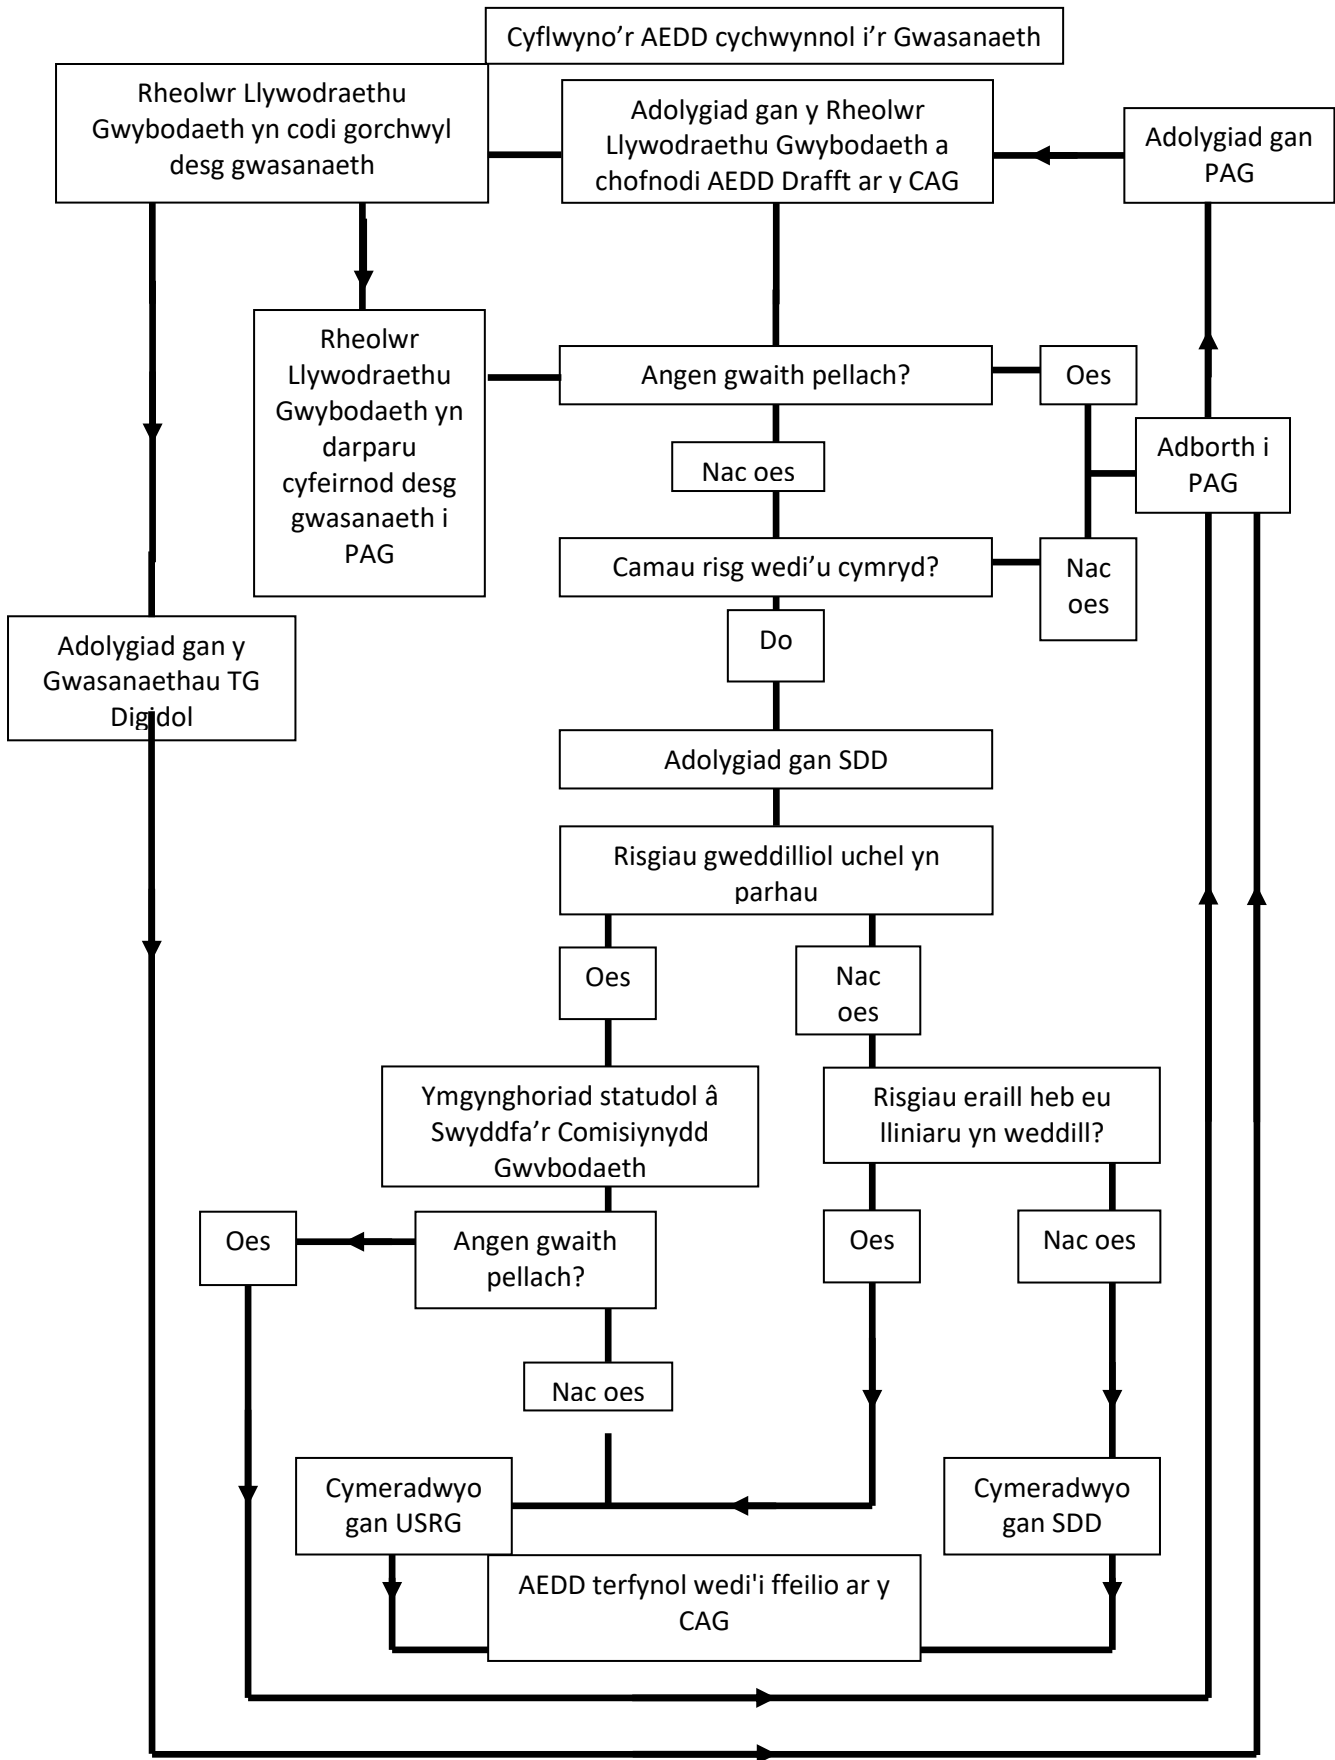 Cyflwyno’r AEDD cychwynnol i’r Gwasanaeth
Rheolwr Llywodraethu
Gwybodaeth yn codi gorchwyl
desg gwasanaeth
Adolygiad gan y Rheolwr
Llywodraethu Gwybodaeth a
chofnodi AEDD Drafft ar y CAG
Adolygiad gan
PAG
Rheolwr
Llywodraethu
Gwybodaeth yn
darparu
cyfeirnod desg
gwasanaeth i
PAG
Angen gwaith pellach?
Oes
Adborth i
PAG
Nac oes
Camau risg wedi’u cymryd?
Nac
oes
Do
Adolygiad gan y
Gwasanaethau TG
Digidol
Adolygiad gan SDD
Risgiau gweddilliol uchel yn
parhau
Oes
Nac
oes
Ymgynghoriad statudol â
Swyddfa’r Comisiynydd
Gwybodaeth
Risgiau eraill heb eu
lliniaru yn weddill?
Oes
Angen gwaith
pellach?
Oes
Nac oes
Nac oes
Cymeradwyo
gan USRG
Cymeradwyo
gan SDD
AEDD terfynol wedi'i ffeilio ar y
CAG